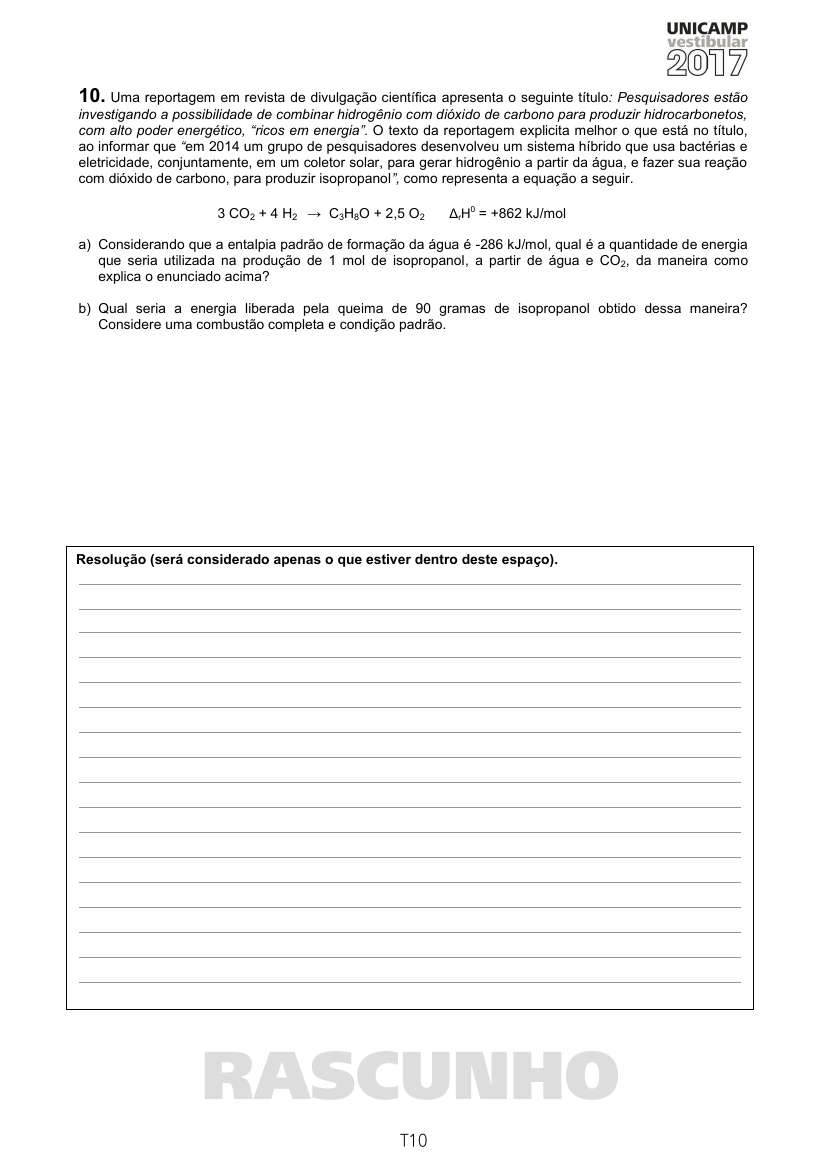 UNICAMP
vestibular
2017
10. Uma reportagem em revista de divulgação científica apresenta o seguinte título: Pesquisadores estão
investigando a possibilidade de combinar hidrogênio com dióxido de carbono para produzir hidrocarbonetos,
com alto poder energético, “ricos em energia”. O texto da reportagem explicita melhor o que está no título,
ao informar que “em 2014 um grupo de pesquisadores desenvolveu um sistema híbrido que usa bactérias e
eletricidade, conjuntamente, em um coletor solar, para gerar hidrogênio a partir da água, e fazer sua reação
com dióxido de carbono, para produzir isopropanol”, como representa a equação a seguir.
3 CO₂ + 4 H₂ → C₃H₈O + 2,5 O₂ ΔᵣH⁰ = +862 kJ/mol
a) Considerando que a entalpia padrão de formação da água é -286 kJ/mol, qual é a quantidade de energia
que seria utilizada na produção de 1 mol de isopropanol, a partir de água e CO₂, da maneira como
explica o enunciado acima?
b) Qual seria a energia liberada pela queima de 90 gramas de isopropanol obtido dessa maneira?
Considere uma combustão completa e condição padrão.
Resolução (será considerado apenas o que estiver dentro deste espaço).
RASCUNHO
T10